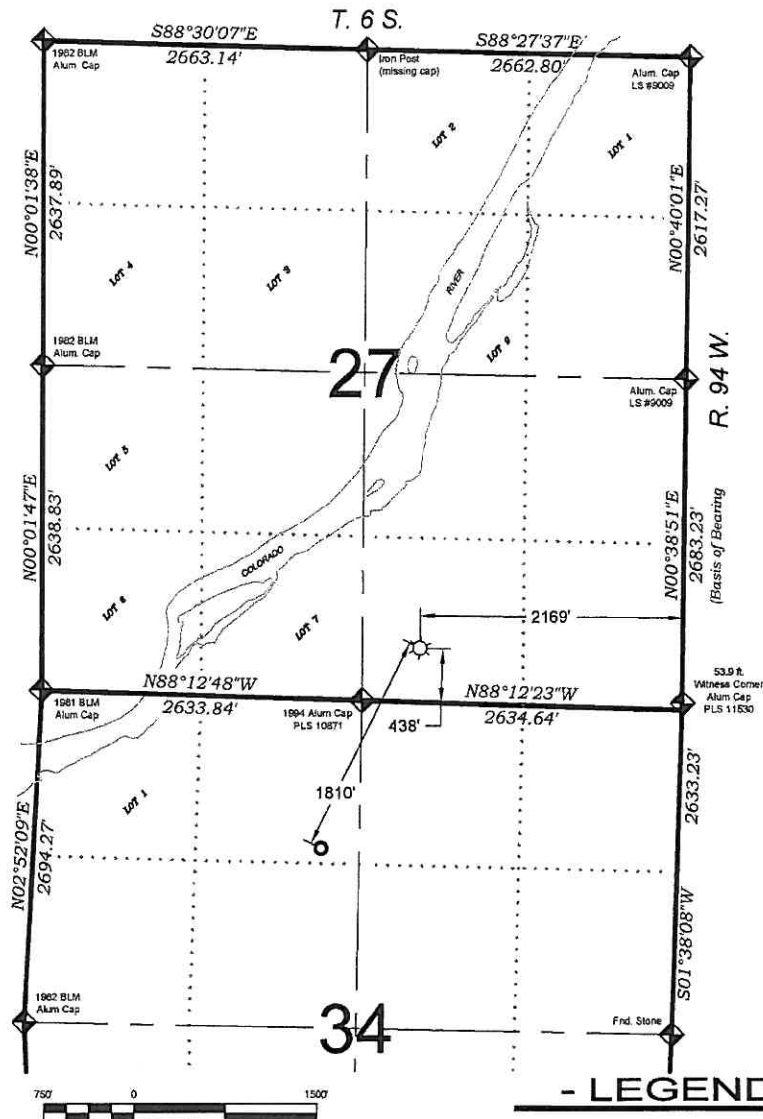 T. 6 S.
S88°30'07"E
2663.14'
S88°27'37"E
2662.80'
1982 BLM
Alum. Cap
Iron Post
(missing cap)
Alum. Cap
LS #9009
LOT 2
LOT 1
N00°01'38"E
2637.89'
N00°40'01"E
2617.27'
LOT 4
LOT 3
RIVER
LOT 9
1982 BLM
Alum. Cap
27
Alum. Cap
LS #9009
R. 94 W.
LOT 5
N00°01'47"E
2638.83'
N00°38'51"E
2683.23'
(Basis of Bearing
COLORADO
LOT 6
LOT 7
2169'
N88°12'48"W
2633.84'
N88°12'23"W
2634.64'
1981 BLM
Alum Cap
1994 Alum Cap
PLS 10871
438'
53.9 ft.
Witness Corner
Alum Cap
PLS 11530
1810'
LOT 1
2633.23'
S01°38'08"W
N02°52'09"E
2694.27'
1982 BLM
Alum Cap
34
Fnd. Stone
750'
0
1500'
- LEGEND